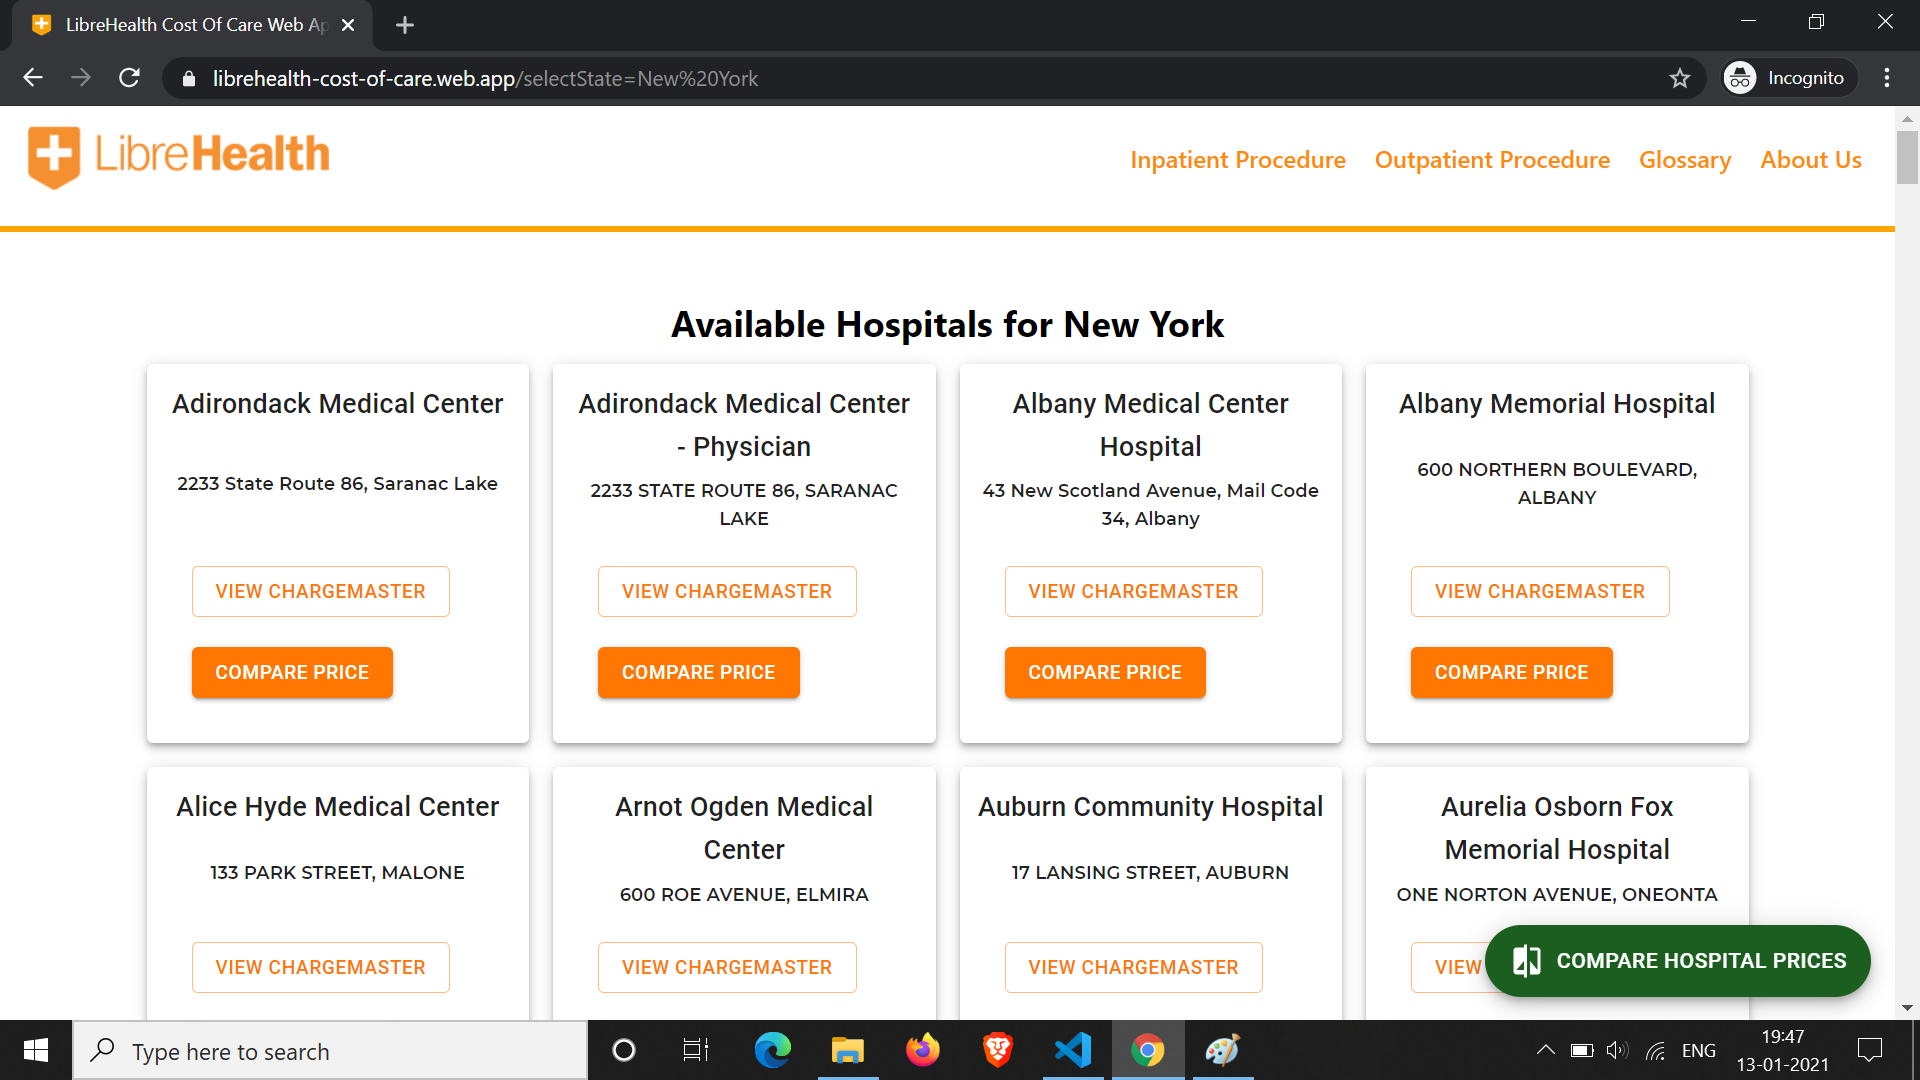 LibreHealth Cost Of Care Web Ap
librehealth-cost-of-care.web.app/selectState=New%20York
Incognito
LibreHealth
Inpatient Procedure
Outpatient Procedure
Glossary
About Us
Available Hospitals for New York
Adirondack Medical Center
2233 State Route 86, Saranac Lake
VIEW CHARGEMASTER
COMPARE PRICE
Adirondack Medical Center
- Physician
2233 STATE ROUTE 86, SARANAC
LAKE
VIEW CHARGEMASTER
COMPARE PRICE
Albany Medical Center
Hospital
43 New Scotland Avenue, Mail Code
34, Albany
VIEW CHARGEMASTER
COMPARE PRICE
Albany Memorial Hospital
600 NORTHERN BOULEVARD,
ALBANY
VIEW CHARGEMASTER
COMPARE PRICE
Alice Hyde Medical Center
133 PARK STREET, MALONE
VIEW CHARGEMASTER
Arnot Ogden Medical
Center
600 ROE AVENUE, ELMIRA
VIEW CHARGEMASTER
Auburn Community Hospital
17 LANSING STREET, AUBURN
VIEW CHARGEMASTER
Aurelia Osborn Fox
Memorial Hospital
ONE NORTON AVENUE, ONEONTA
VIEW
COMPARE HOSPITAL PRICES
Type here to search
ENG
19:47
13-01-2021